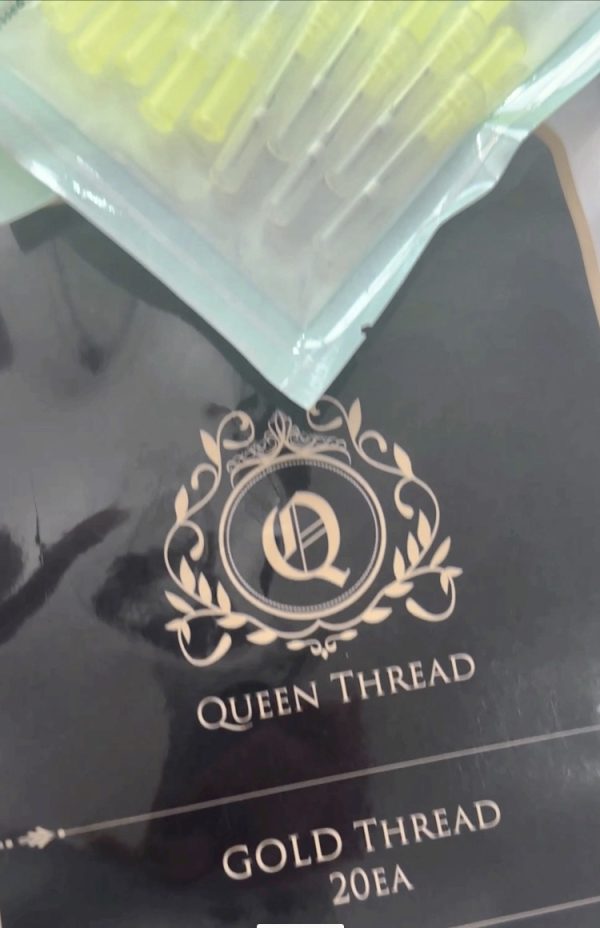 Q
QUEEN THREAD
GOLD THREAD
20EA